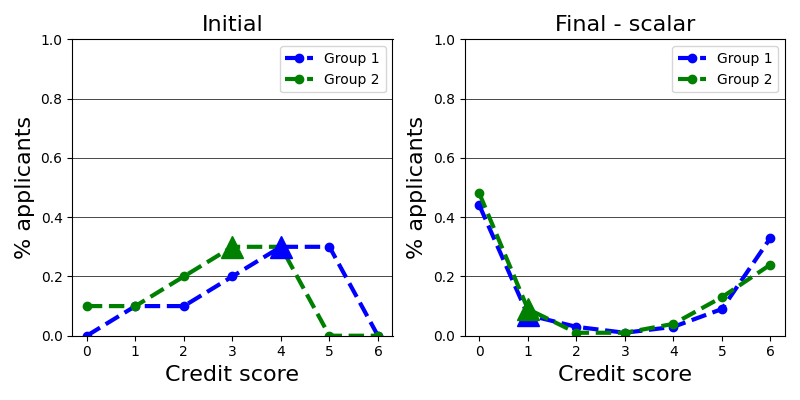 Initial
1.0
0.8
0.6
0.4
0.2
0.0
% applicants
0 1 2 3 4 5 6
Credit score
Group 1
Group 2
Final - scalar
1.0
0.8
0.6
0.4
0.2
0.0
% applicants
0 1 2 3 4 5 6
Credit score
Group 1
Group 2